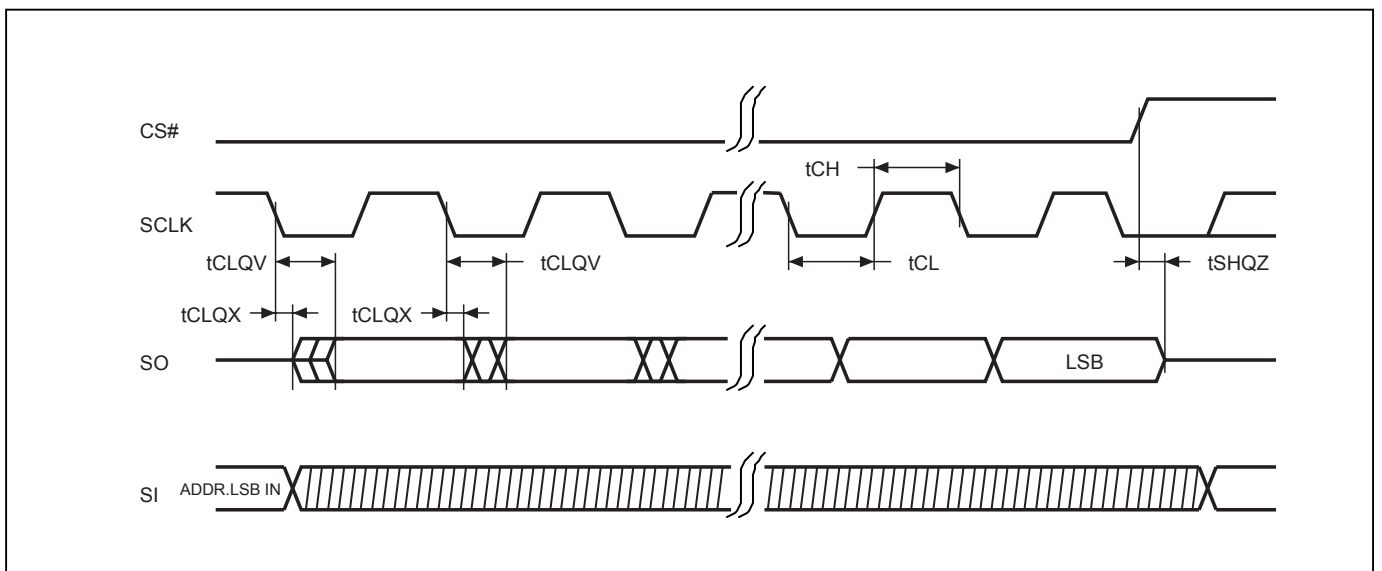 CS#
tCH
SCLK
tCLQV
tCLQV
tCL
tSHQZ
tCLQX
tCLQX
SO
LSB
SI
ADDR.LSB IN